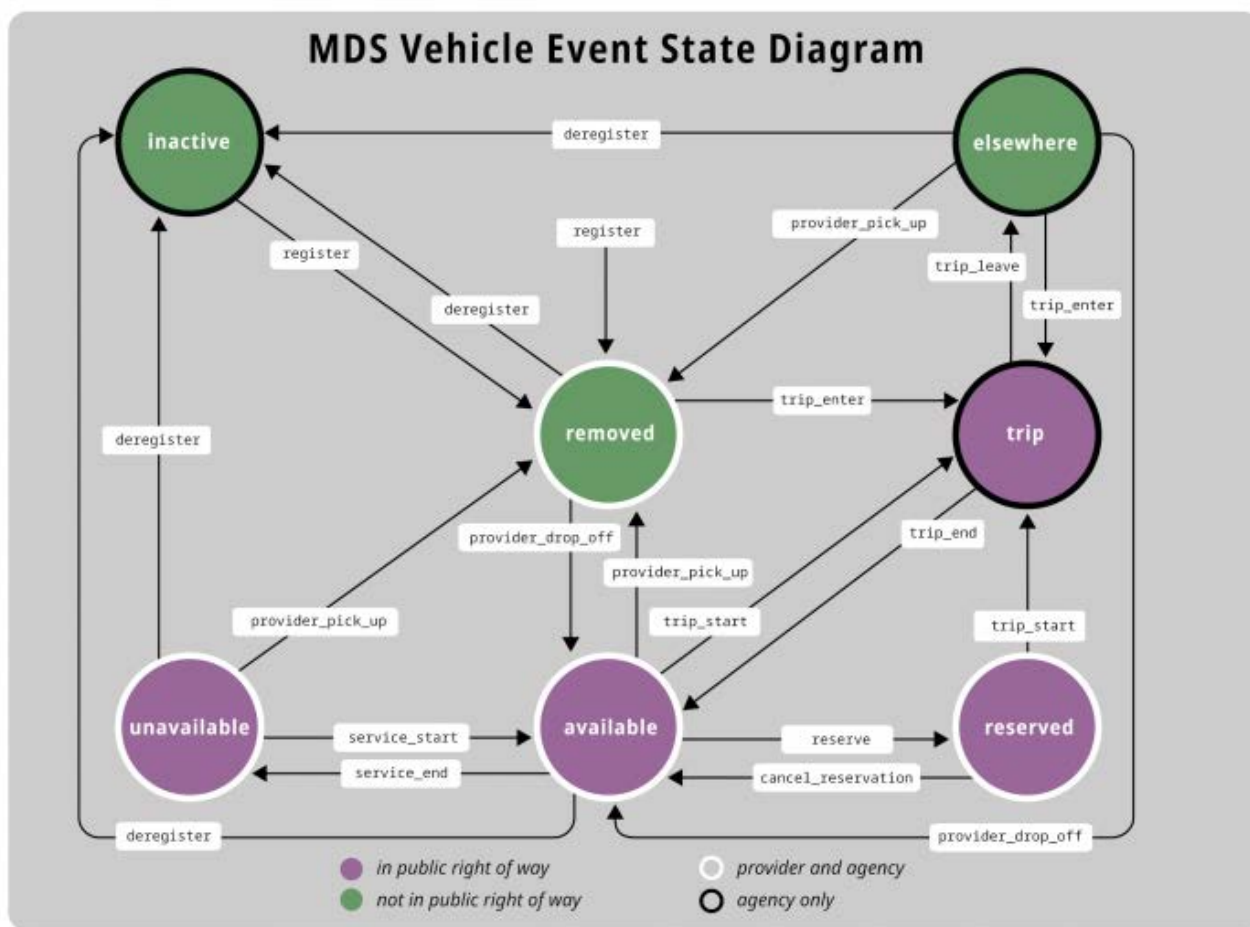 MDS Vehicle Event State Diagram
inactive
deregister
elsewhere
register
register
provider_pick_up
trip_leave
trip_enter
deregister
deregister
removed
trip_enter
trip
provider_drop_off
provider_pick_up
trip_end
provider_pick_up
trip_start
trip_start
unavailable
service_start
service_end
available
reserve
cancel_reservation
reserved
deregister
provider_drop_off
in public right of way
not in public right of way
provider and agency
agency only